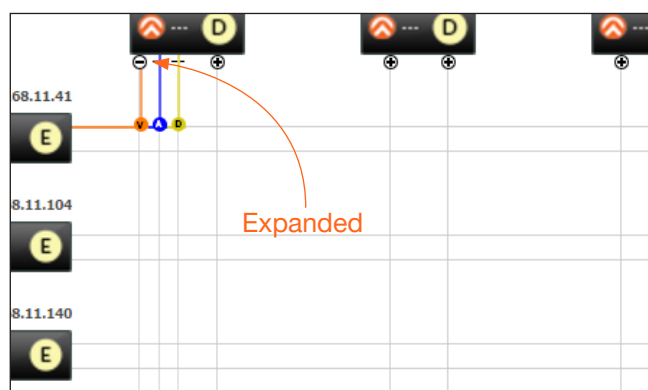 --- D --- D ---
68.11.41
V A D
E
8.11.104
Expanded
E
8.11.140
E